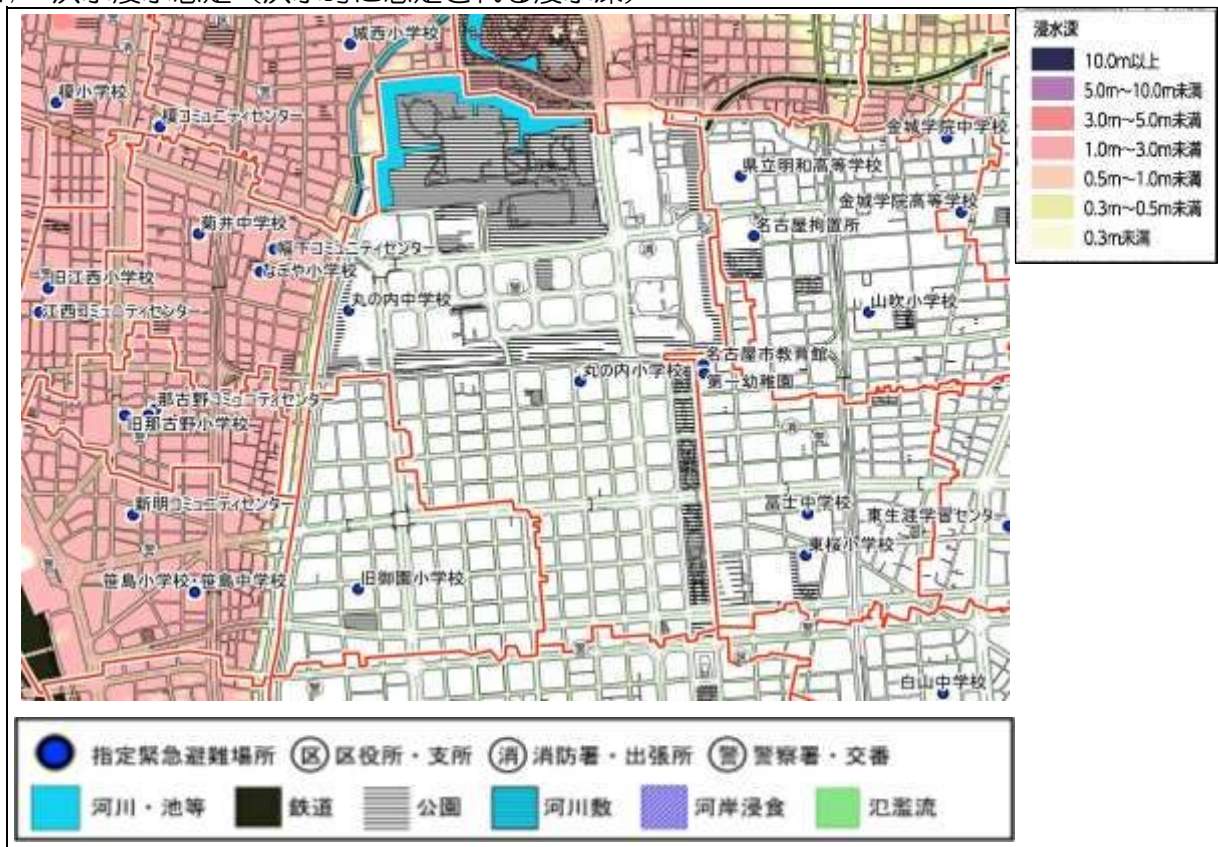 城西小学校
榎小学校
榎コミュニティセンター
金城学院中学校
県立明和高等学校
金城学院高等学校
菊井中学校
名古屋拘置所
幅下コミュニティセンター
旧江西小学校
なごや小学校
丸の内中学校
山吹小学校
江西コミュニティセンター
名古屋市教育館
丸の内小学校
第一幼稚園
那古野コミュニティセンター
旧那古野小学校
新明コミュニティセンター
冨士中学校
東生涯学習センター
東桜小学校
笹島小学校・笹島中学校
旧御園小学校
白山中学校
浸水深
10.0m以上
5.0m～10.0m未満
3.0m～5.0m未満
1.0m～3.0m未満
0.5m～1.0m未満
0.3m～0.5m未満
0.3m未満
指定緊急避難場所 区 区役所・支所 消 消防署・出張所 警 警察署・交番
河川・池等 鉄道 公園 河川敷 河岸浸食 氾濫流